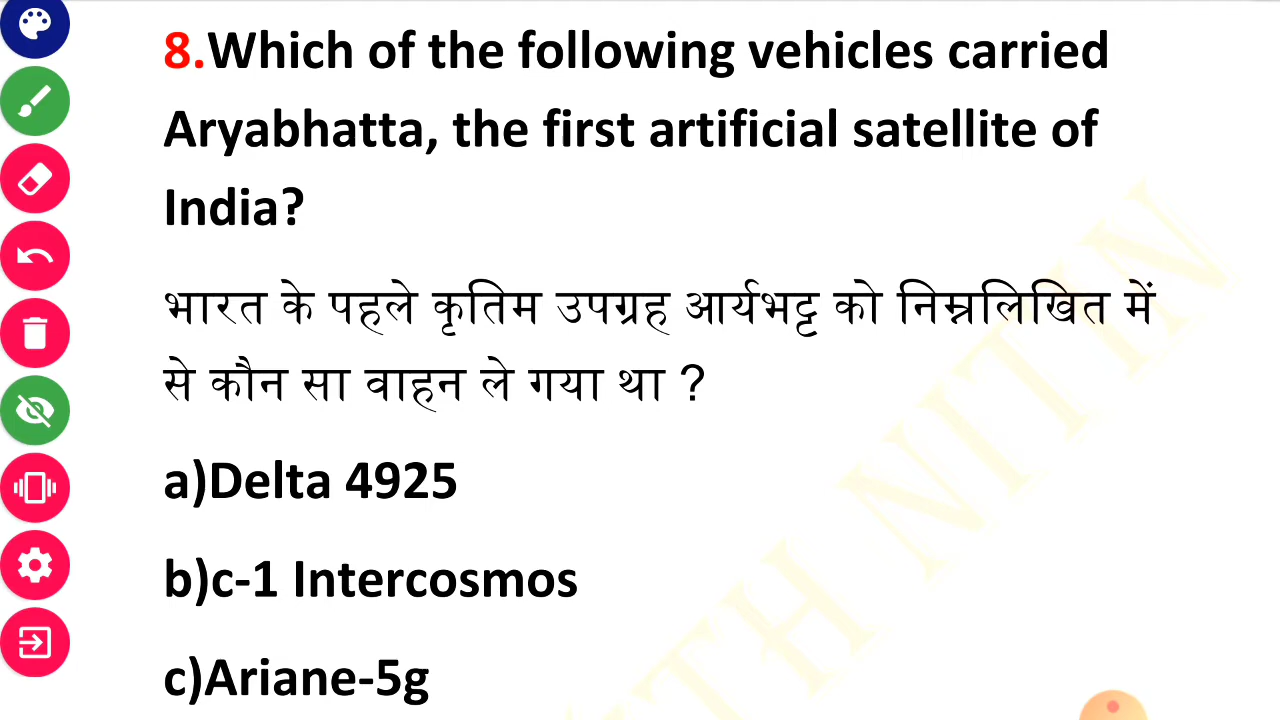 8.Which of the following vehicles carried
Aryabhatta, the first artificial satellite of
India?
भारत के पहले कृतिम उपग्रह आर्यभट्ट को निम्नलिखित में
से कौन सा वाहन ले गया था ?
a)Delta 4925
b)c-1 Intercosmos
c)Ariane-5g
NITIN